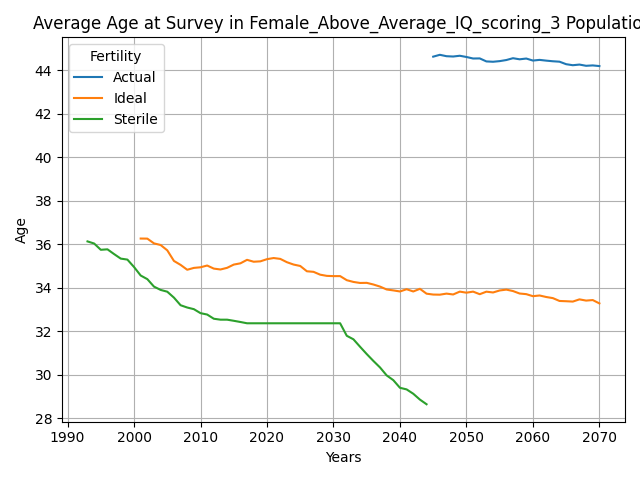 Average Age at Survey in Female_Above_Average_IQ_scoring_3 Populatio
Fertility
Actual
Ideal
Sterile
44
42
40
38
36
34
32
30
28
Age
1990 2000 2010 2020 2030 2040 2050 2060 2070
Years